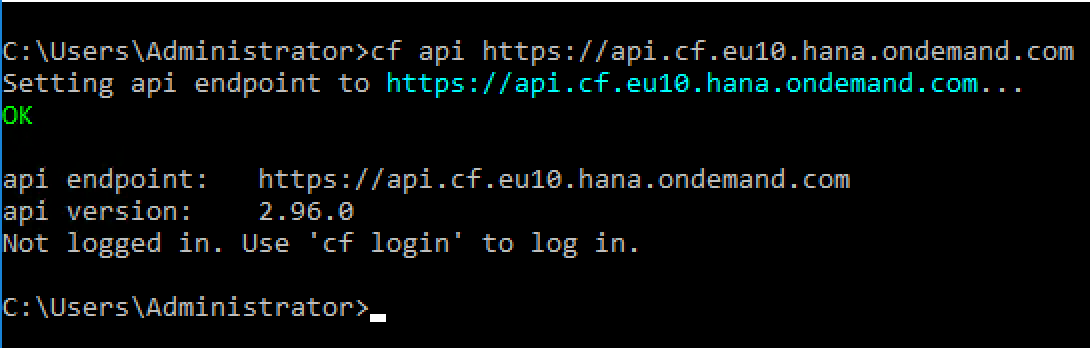 C:\Users\Administrator>cf api https://api.cf.eu10.hana.ondemand.com
Setting api endpoint to https://api.cf.eu10.hana.ondemand.com...
OK
api endpoint:   https://api.cf.eu10.hana.ondemand.com
api version:    2.96.0
Not logged in. Use 'cf login' to log in.
C:\Users\Administrator>